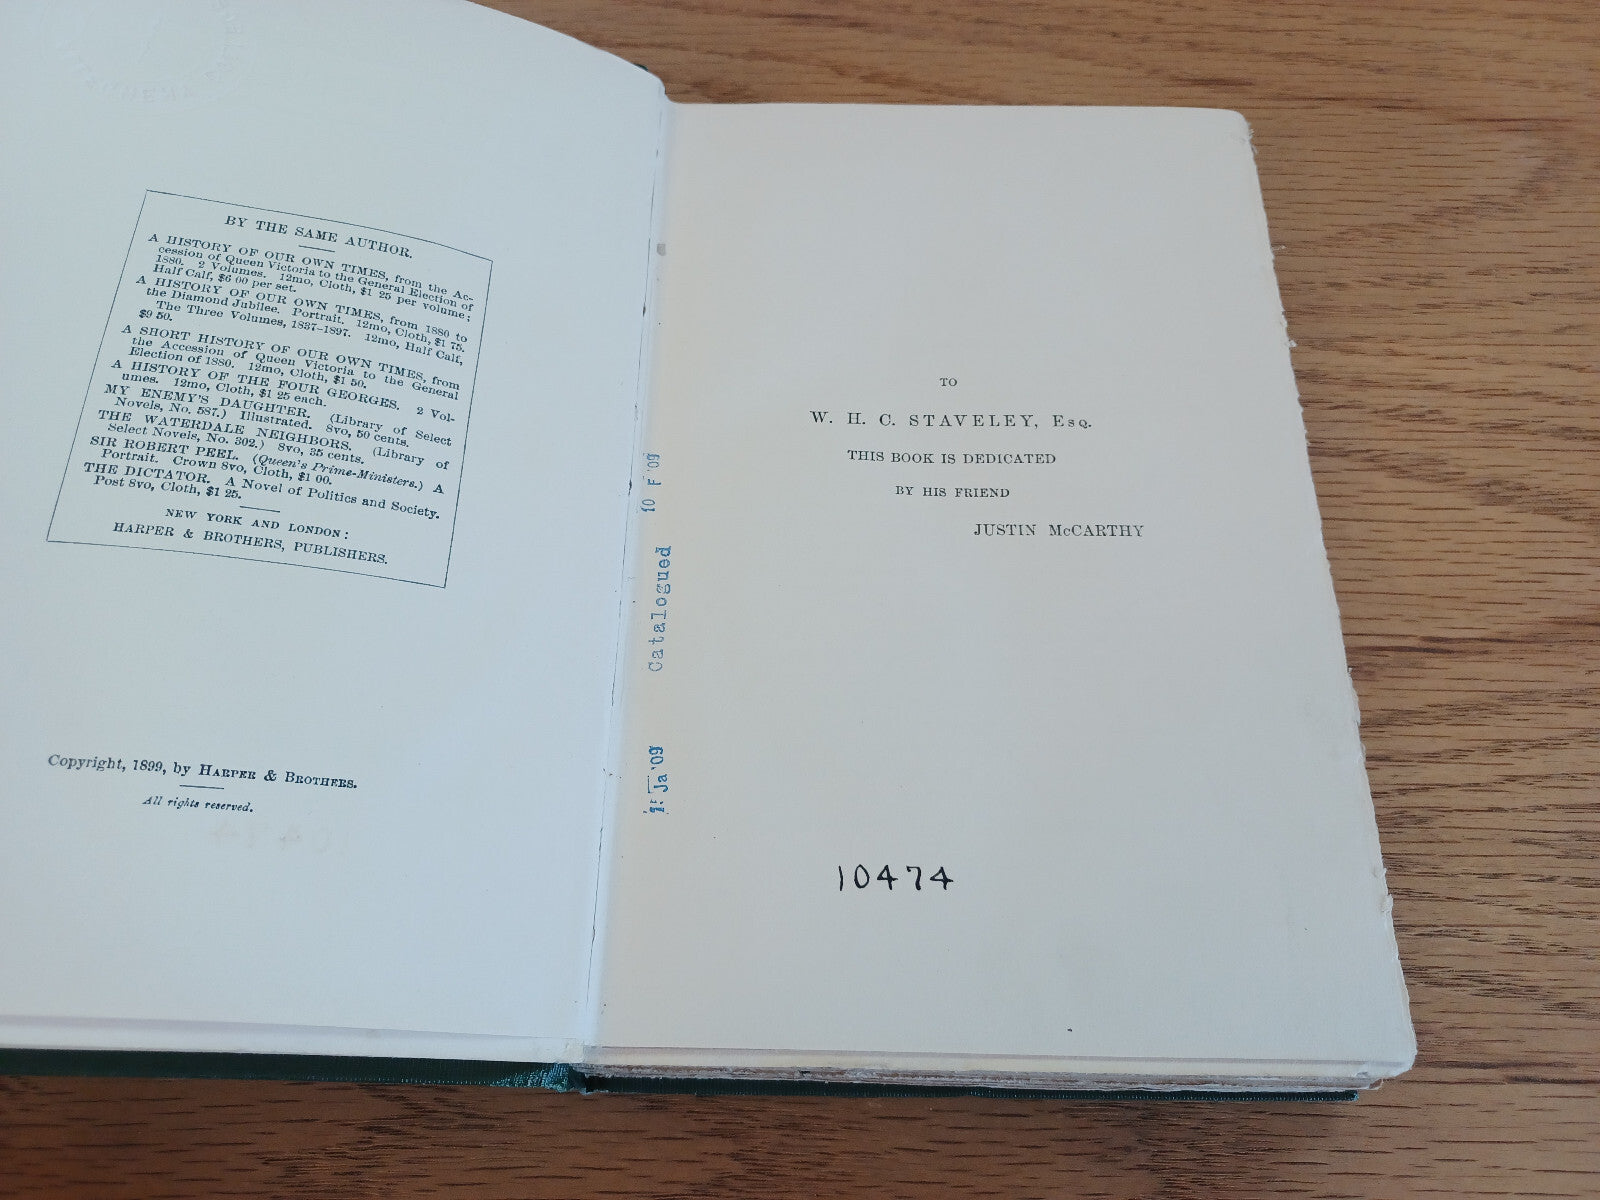 BY THE SAME AUTHOR.
A HISTORY OF OUR OWN TIMES, from the Ac-
cession of Queen Victoria to the General Election of
1880. 2 Volumes. 12mo, Cloth, $1 25 per volume;
Half Calf, $6 00 per set.
A HISTORY OF OUR OWN TIMES, from 1880 to
the Diamond Jubilee. Portrait. 12mo, Cloth, $1 75.
The Three Volumes, 1837-1897. 12mo, Half Calf,
$9 50.
A SHORT HISTORY OF OUR OWN TIMES, from
the Accession of Queen Victoria to the General
Election of 1880. 12mo, Cloth, $1 50.
A HISTORY OF THE FOUR GEORGES. 2 Vol-
umes. 12mo, Cloth, $1 25 each.
MY ENEMY'S DAUGHTER. (Library of Select
Novels, No. 587.) Illustrated. 8vo, 50 cents.
THE WATERDALE NEIGHBORS. (Library of
Select Novels, No. 302.) 8vo, 35 cents.
SIR ROBERT PEEL. (Queen's Prime-Ministers.) A
Portrait. Crown 8vo, Cloth, $1 00.
THE DICTATOR. A Novel of Politics and Society.
Post 8vo, Cloth, $1 25.
NEW YORK AND LONDON:
HARPER & BROTHERS, PUBLISHERS.
Copyright, 1899, by HARPER & BROTHERS.
All rights reserved.
Ja '09
Catalogued
10 F '09
TO
W. H. C. STAVELEY, Esq.
THIS BOOK IS DEDICATED
BY HIS FRIEND
JUSTIN McCARTHY
10474